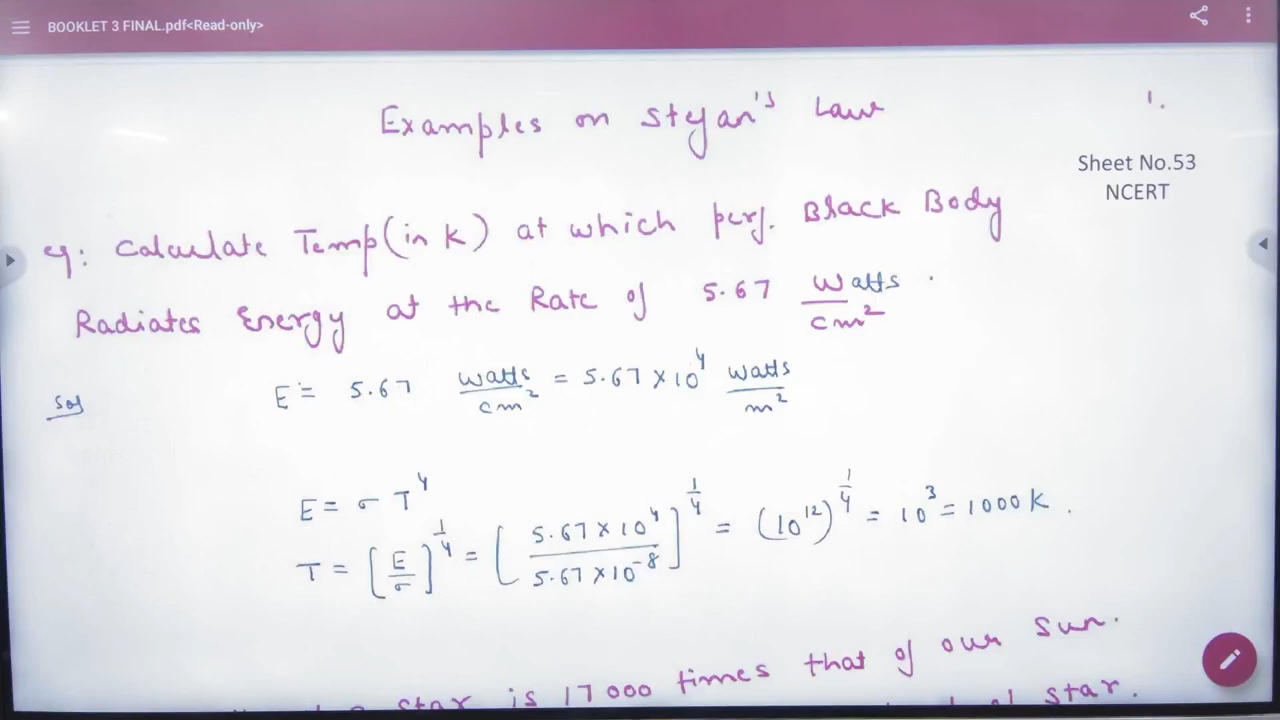 BOOKLET 3 FINAL.pdf<Read-only>
Examples on Stefan's Law
1.
Sheet No.53
NCERT
eg: Calculate Temp(in K) at which perf. Black Body
Radiates Energy at the Rate of 5.67 Watts/cm² .
Sol E = 5.67 watts/cm² = 5.67 × 10⁴ watts/m²
E = σ T⁴
T = [E/σ]^1/4 = [5.67 × 10⁴ / 5.67 × 10⁻⁸]^1/4 = (10¹²)^1/4 = 10³ = 1000 K .
star is 17000 times that of our sun.
star.